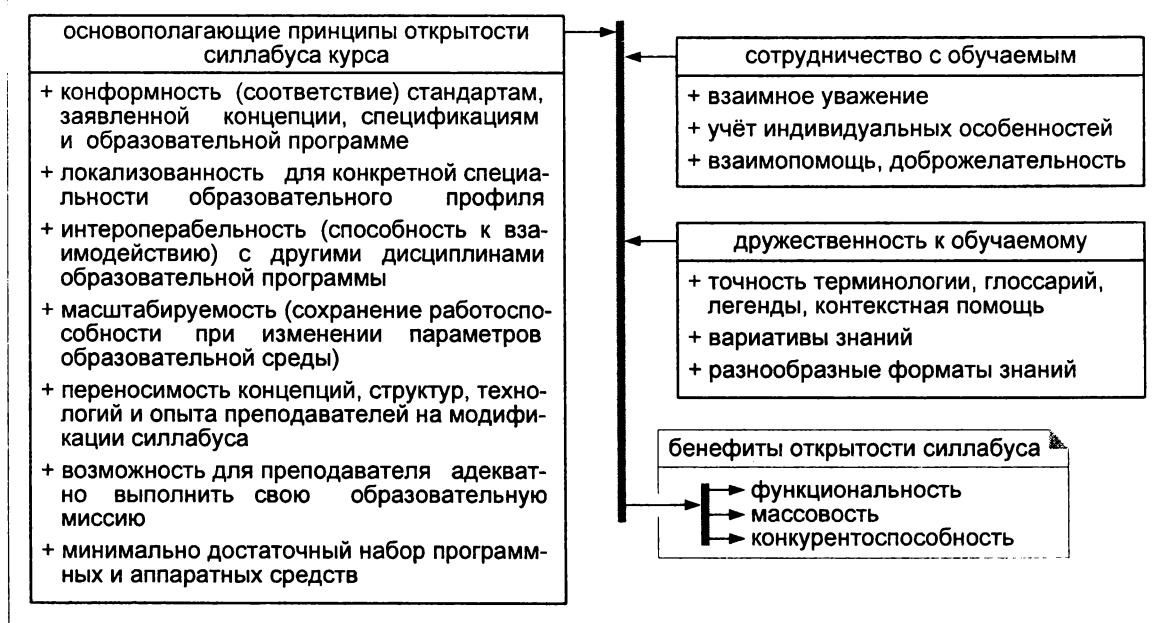 основополагающие принципы открытости
силлабуса курса
+ конформность (соответствие) стандартам,
заявленной концепции, спецификациям
и образовательной программе
+ локализованность для конкретной специа-
льности образовательного профиля
+ интероперабельность (способность к вза-
имодействию) с другими дисциплинами
образовательной программы
+ масштабируемость (сохранение работоспо-
собности при изменении параметров
образовательной среды)
+ переносимость концепций, структур, техно-
логий и опыта преподавателей на модифи-
кации силлабуса
+ возможность для преподавателя адекват-
но выполнить свою образовательную
миссию
+ минимально достаточный набор программ-
ных и аппаратных средств
сотрудничество с обучаемым
+ взаимное уважение
+ учёт индивидуальных особенностей
+ взаимопомощь, доброжелательность
дружественность к обучаемому
+ точность терминологии, глоссарий,
легенды, контекстная помощь
+ вариативы знаний
+ разнообразные форматы знаний
бенефиты открытости силлабуса
функциональность
массовость
конкурентоспособность